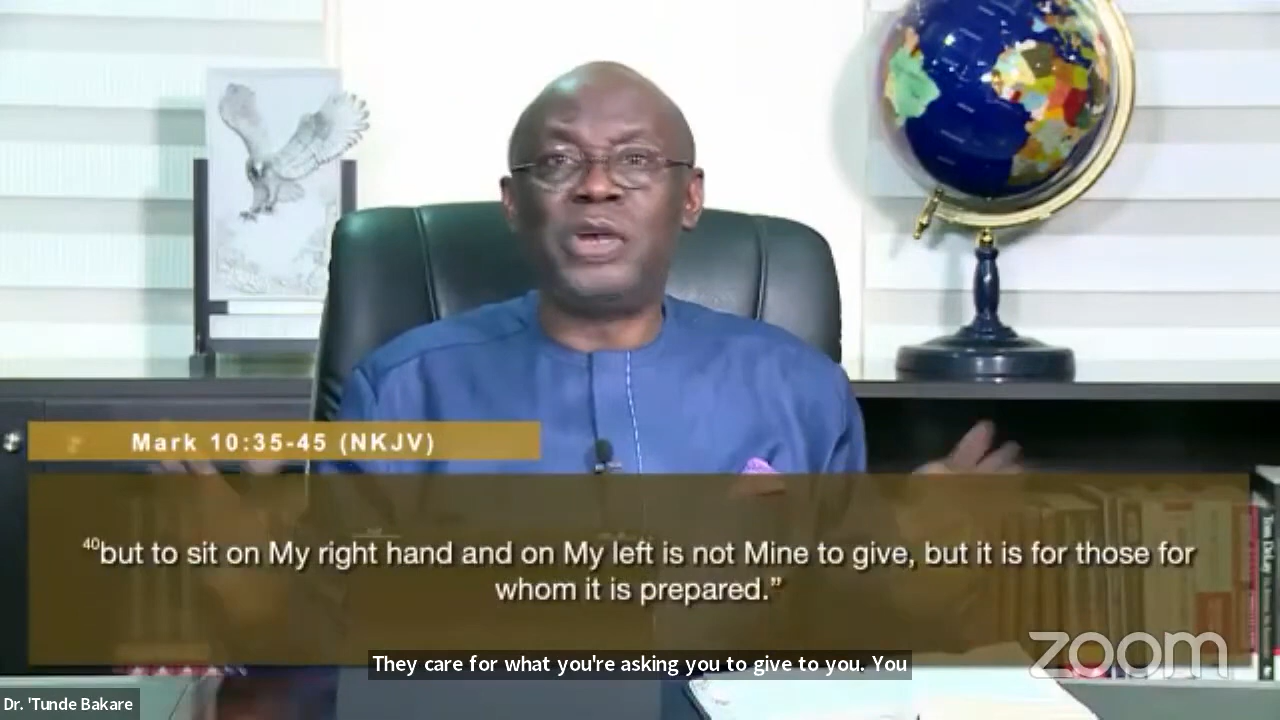 Mark 10:35-45 (NKJV)
40but to sit on My right hand and on My left is not Mine to give, but it is for those for
whom it is prepared.”
They care for what you're asking you to give to you. You
zoom
Dr. 'Tunde Bakare